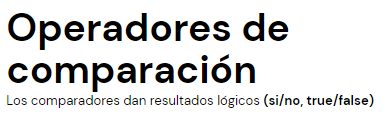 Operadores de
comparación
Los comparadores dan resultados lógicos (si/no, true/false)